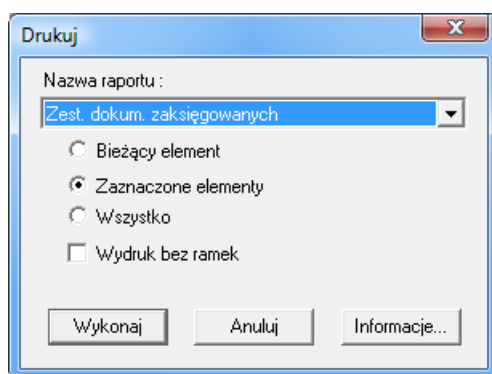 Drukuj
Nazwa raportu :
Zest. dokum. zaksięgowanych
Bieżący element
Zaznaczone elementy
Wszystko
Wydruk bez ramek
Wykonaj Anuluj Informacje...